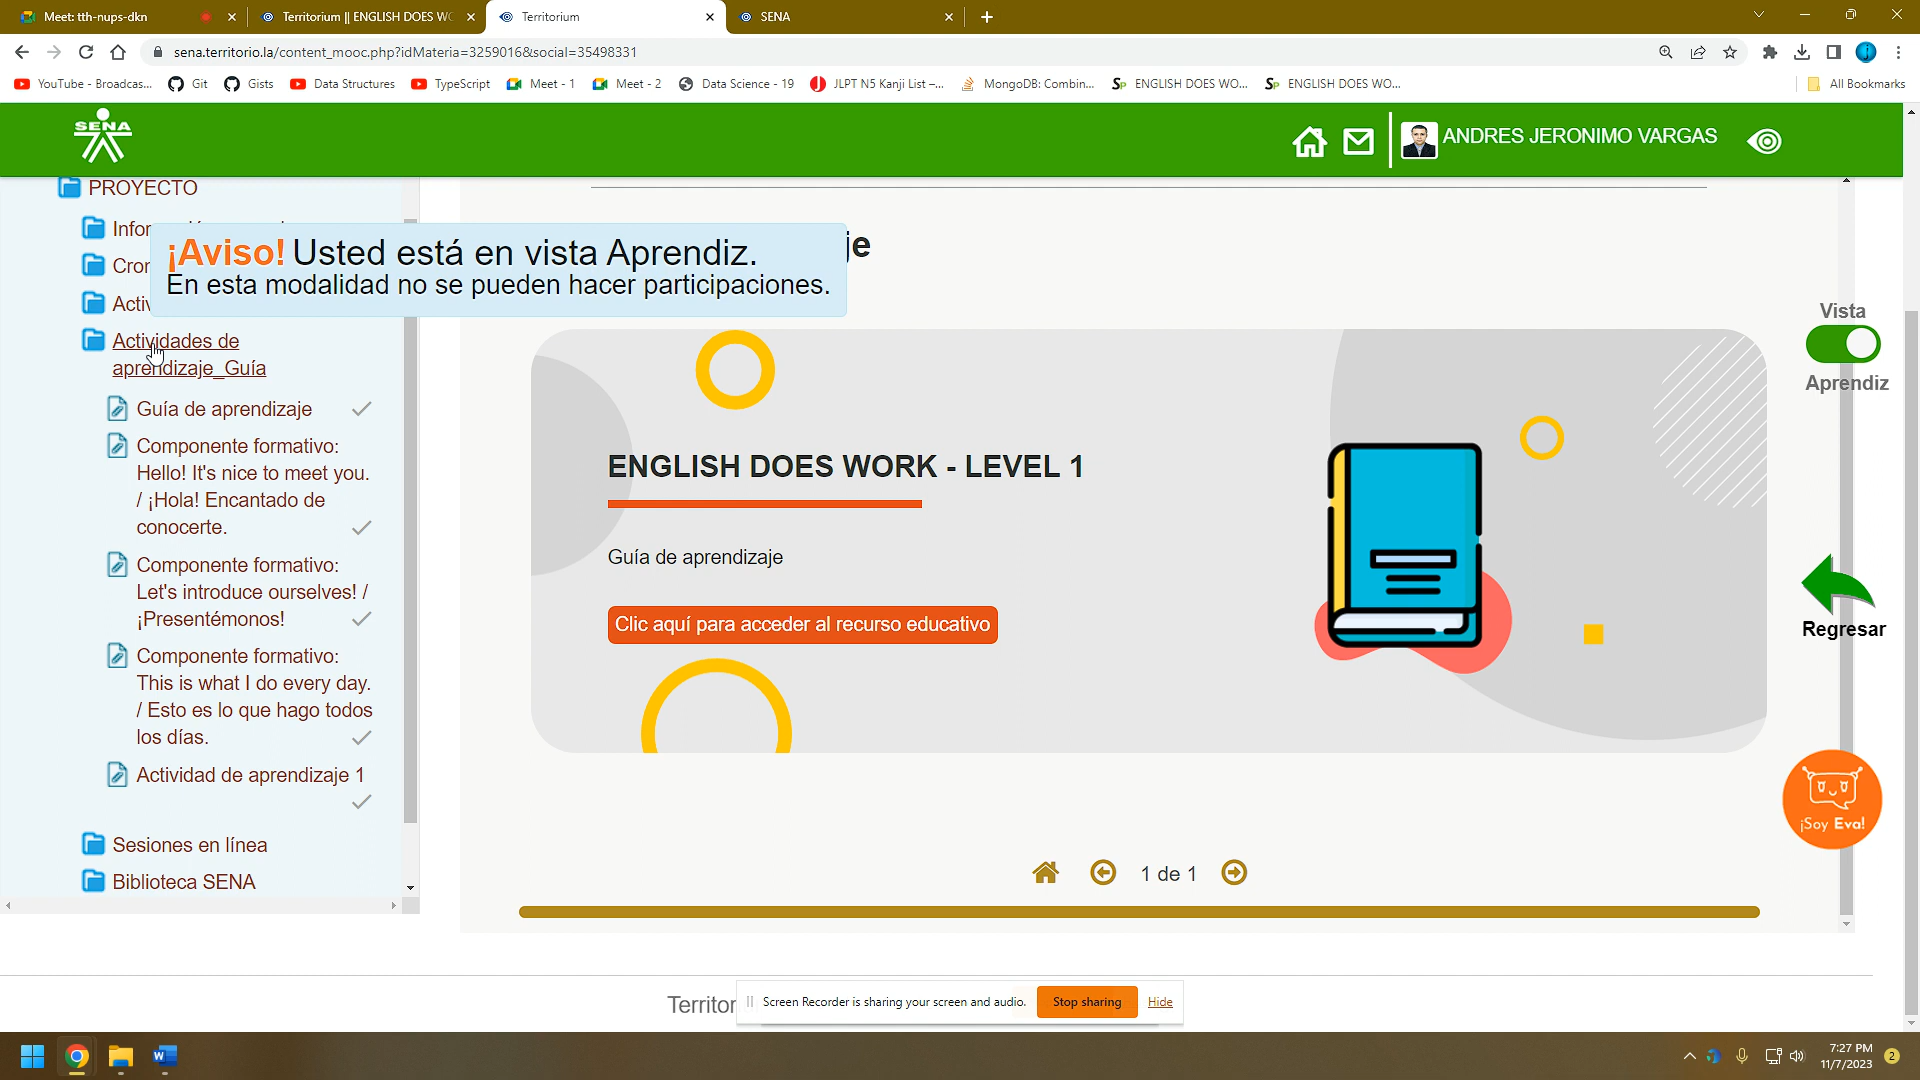 Meet: tth-nups-dkn
Territorium || ENGLISH DOES WO
Territorium
SENA
sena.territorio.la/content_mooc.php?idMateria=3259016&social=35498331
YouTube - Broadcas...
Git
Gists
Data Structures
TypeScript
Meet - 1
Meet - 2
Data Science - 19
JLPT N5 Kanji List –...
MongoDB: Combin...
ENGLISH DOES WO...
ENGLISH DOES WO...
All Bookmarks
SENA
ANDRES JERONIMO VARGAS
PROYECTO
¡Aviso! Usted está en vista Aprendiz.
En esta modalidad no se pueden hacer participaciones.
Actividades de
aprendizaje_Guía
Guía de aprendizaje
Componente formativo:
Hello! It's nice to meet you.
/ ¡Hola! Encantado de
conocerte.
Componente formativo:
Let's introduce ourselves! /
¡Presentémonos!
Componente formativo:
This is what I do every day.
/ Esto es lo que hago todos
los días.
Actividad de aprendizaje 1
Sesiones en línea
Biblioteca SENA
ENGLISH DOES WORK - LEVEL 1
Guía de aprendizaje
Clic aquí para acceder al recurso educativo
1 de 1
Vista
Aprendiz
Regresar
¡Soy Eva!
Territor
Screen Recorder is sharing your screen and audio.
Stop sharing
Hide
7:27 PM
11/7/2023
2